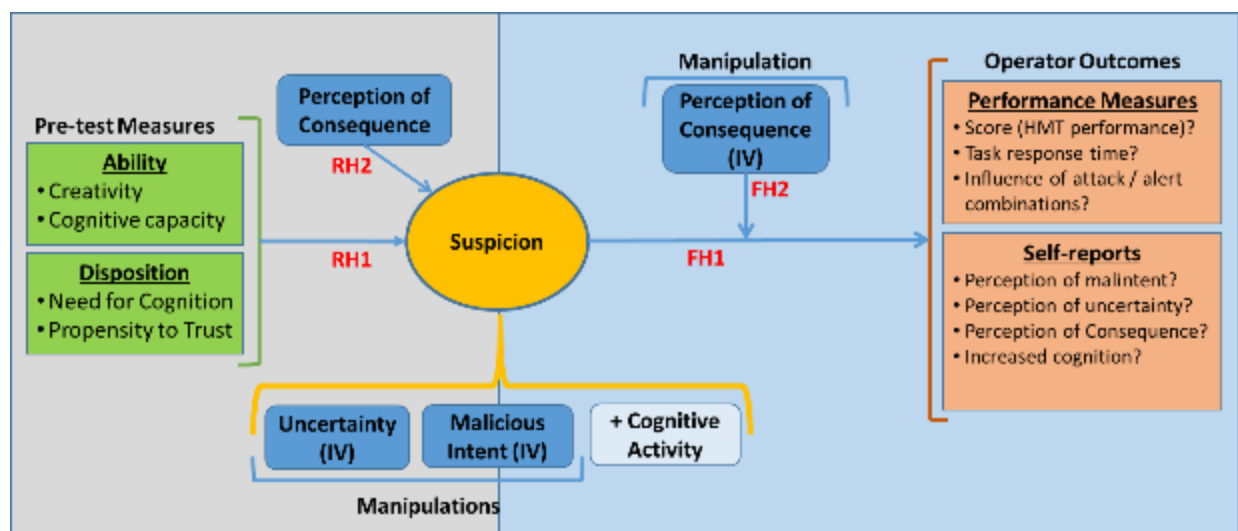 Pre-test Measures
Ability
• Creativity
• Cognitive capacity
Disposition
• Need for Cognition
• Propensity to Trust
Perception of
Consequence
RH2
RH1
Suspicion
Manipulation
Perception of
Consequence
(IV)
FH2
FH1
Operator Outcomes
Performance Measures
• Score (HMT performance)?
• Task response time?
• Influence of attack / alert
combinations?
Self-reports
• Perception of malintent?
• Perception of uncertainty?
• Perception of Consequence?
• Increased cognition?
Uncertainty
(IV)
Malicious
Intent (IV)
+ Cognitive
Activity
Manipulations